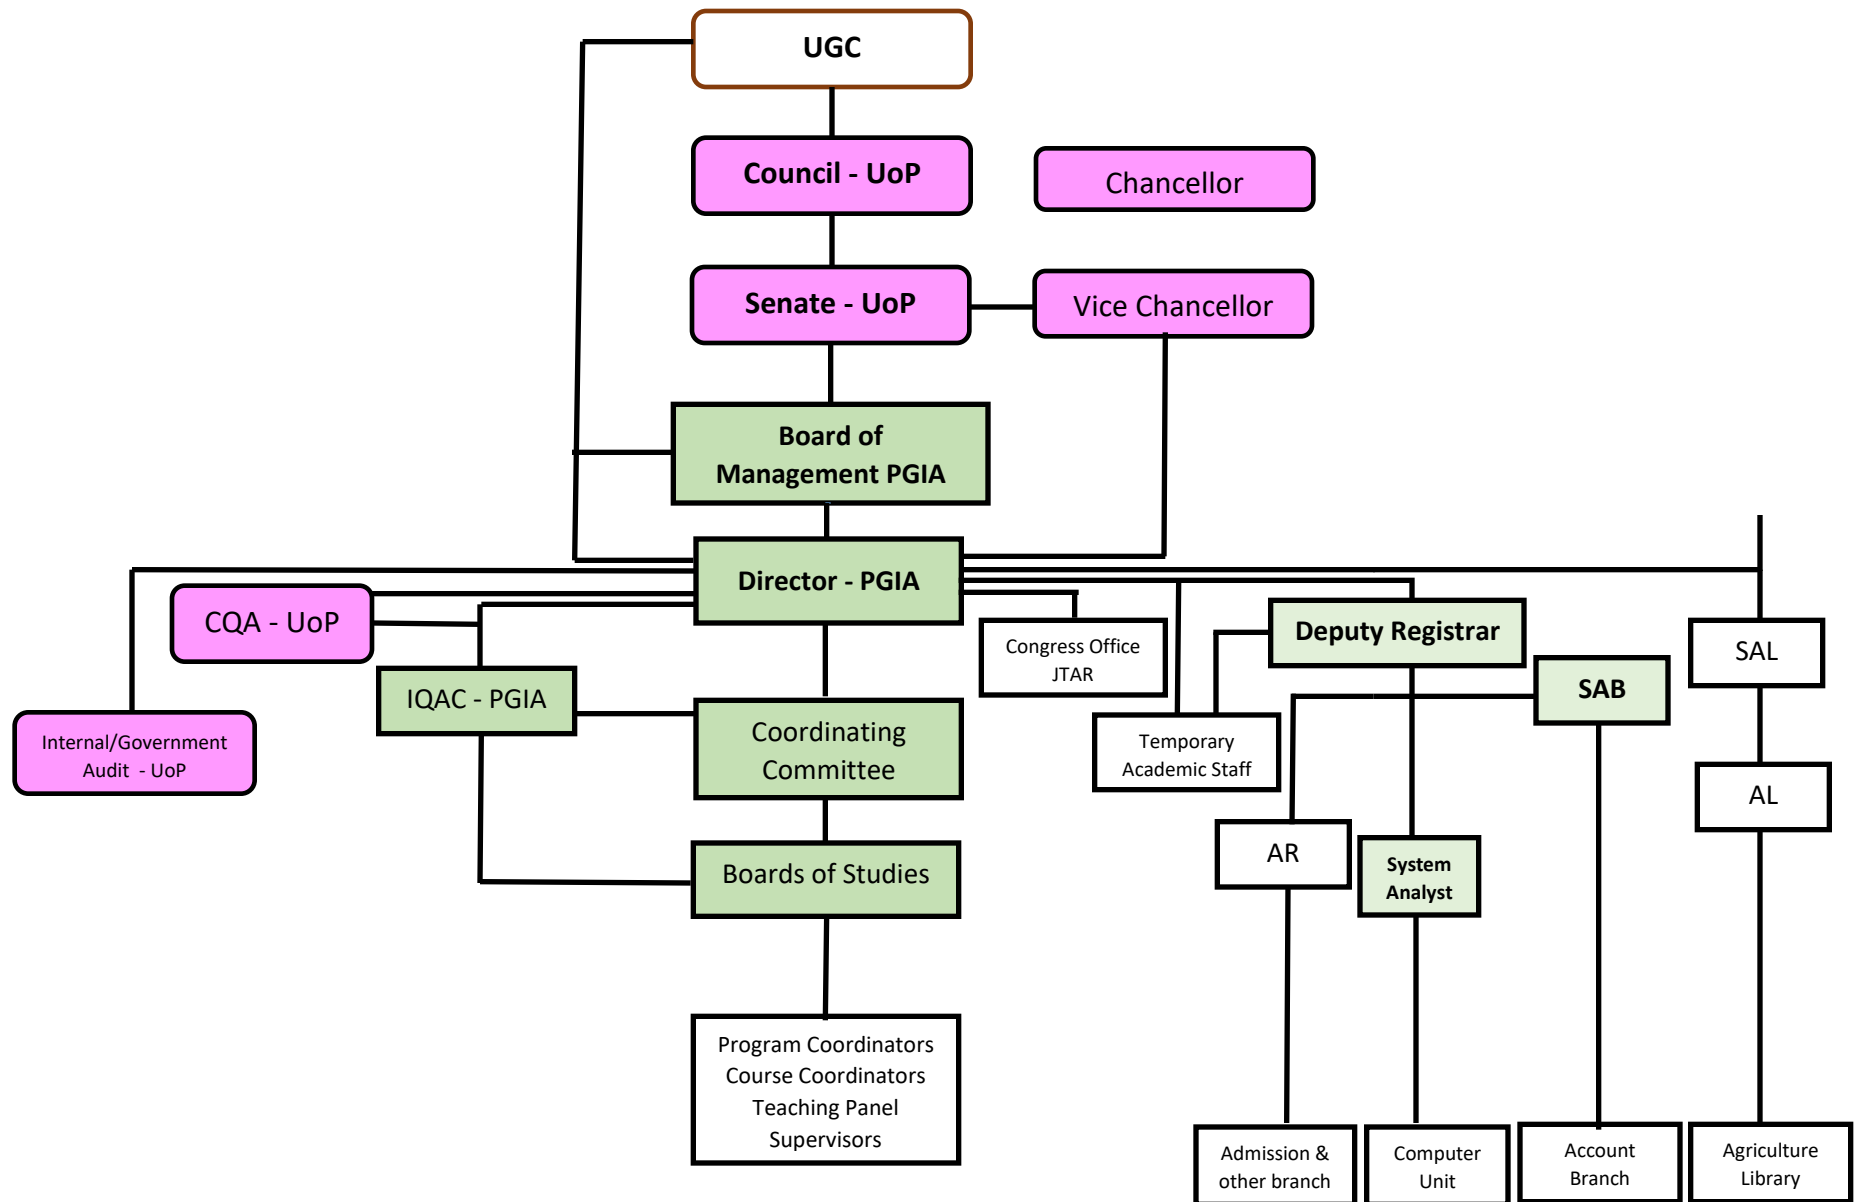 UGC
Council - UoP
Chancellor
Senate - UoP
Vice Chancellor
Board of
Management PGIA
Director - PGIA
CQA - UoP
Deputy Registrar
Congress Office
JTAR
SAL
IQAC - PGIA
SAB
Internal/Government
Audit - UoP
Coordinating
Committee
Temporary
Academic Staff
AL
AR
System
Analyst
Boards of Studies
Program Coordinators
Course Coordinators
Teaching Panel
Supervisors
Admission &
other branch
Computer
Unit
Account
Branch
Agriculture
Library